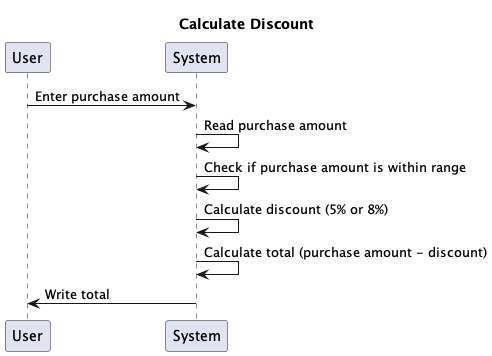 Calculate Discount
User System
Enter purchase amount
Read purchase amount
Check if purchase amount is within range
Calculate discount (5% or 8%)
Calculate total (purchase amount - discount)
Write total
User System